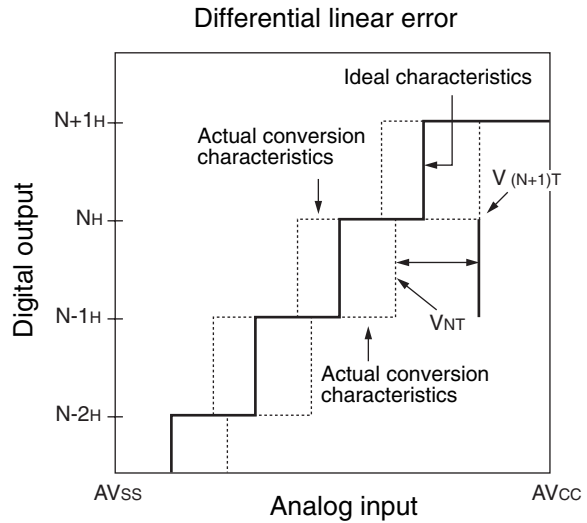 Differential linear error
Ideal characteristics
N+1H
Actual conversion
characteristics
V (N+1)T
NH
Digital output
N-1H
VNT
Actual conversion
characteristics
N-2H
AVSS
AVCC
Analog input